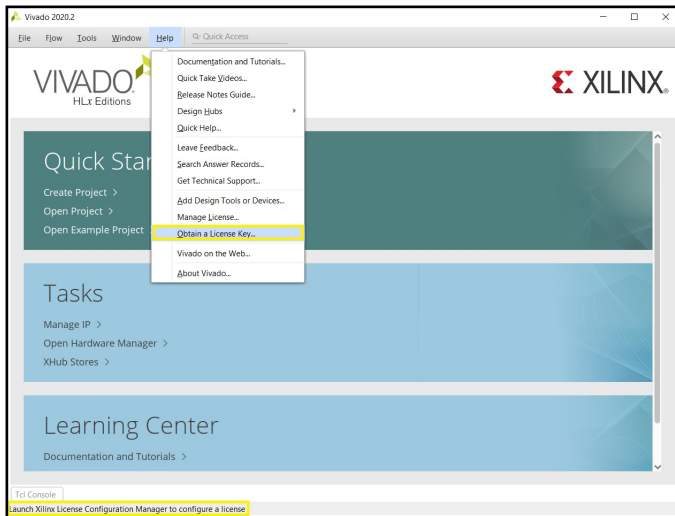 Vivado 2020.2
File Flow Tools Window Help Quick Access
VIVADO
HLx Editions
XILINX®
Documentation and Tutorials...
Quick Take Videos...
Release Notes Guide...
Design Hubs
Quick Help...
Leave Feedback...
Search Answer Records...
Get Technical Support...
Add Design Tools or Devices...
Manage License...
Obtain a License Key...
Vivado on the Web...
About Vivado...
Quick Star
Create Project >
Open Project >
Open Example Project
Tasks
Manage IP >
Open Hardware Manager >
XHub Stores >
Learning Center
Documentation and Tutorials >
Tcl Console
Launch Xilinx License Configuration Manager to configure a license